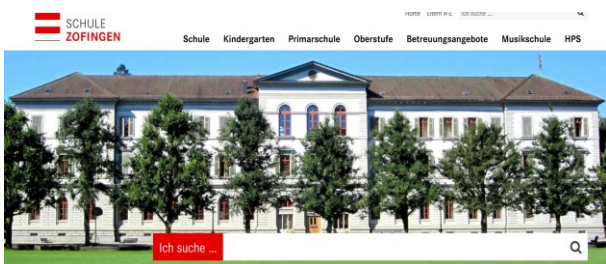 Home Eltern A-Z Ich suche ...
SCHULE
ZOFINGEN
Schule Kindergarten Primarschule Oberstufe Betreuungsangebote Musikschule HPS
Ich suche ...